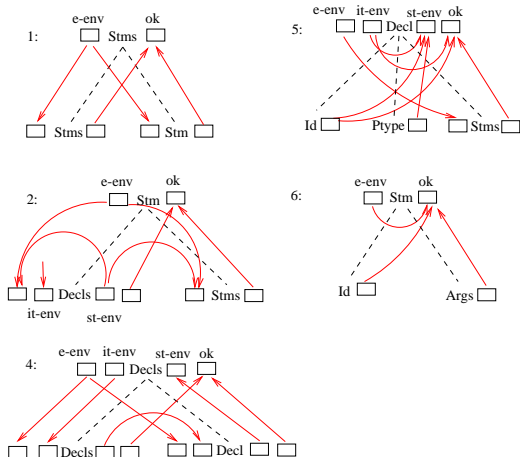 1:
e-env Stms ok
Stms Stm
2:
e-env Stm ok
Decls Stms
it-env st-env
4:
e-env it-env Decls st-env ok
Decls Decl
5:
e-env it-env Decl st-env ok
Id Ptype Stms
6:
e-env Stm ok
Id Args